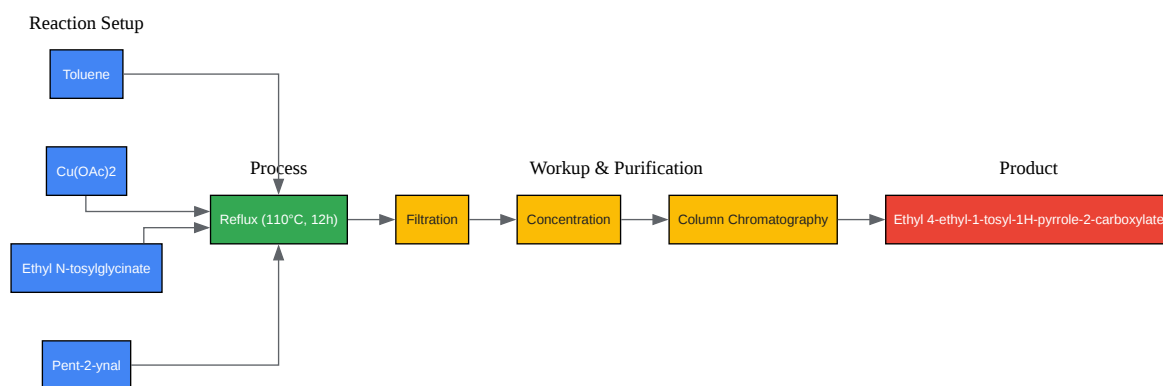 Reaction Setup
Toluene
Cu(OAc)2
Ethyl N-tosylglycinate
Pent-2-ynal
Process
Reflux (110°C, 12h)
Workup & Purification
Filtration
Concentration
Column Chromatography
Product
Ethyl 4-ethyl-1-tosyl-1H-pyrrole-2-carboxylate